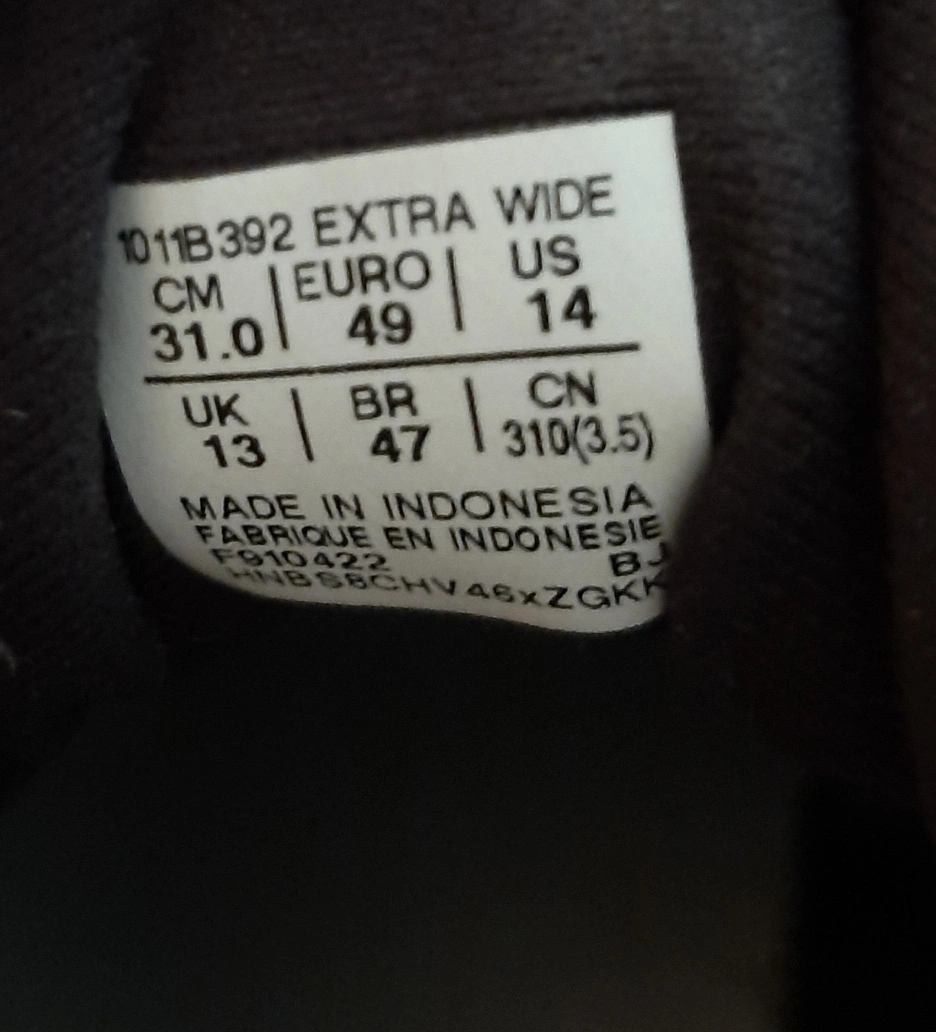 1011B392 EXTRA WIDE
CM | EURO | US
31.0 49 14
UK | BR | CN
13 47 310(3.5)
MADE IN INDONESIA
FABRIQUE EN INDONESIE
F910422 BJ
HNBS8CHV46xZGKK